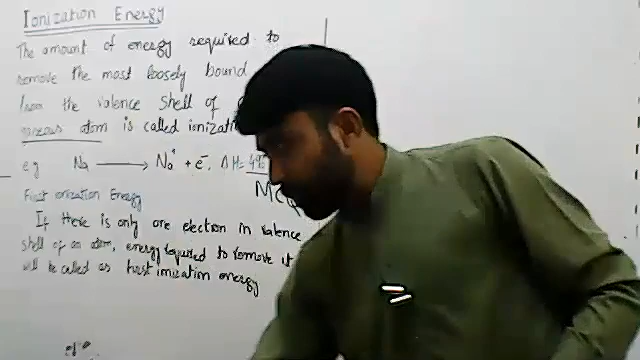 Ionization Energy
The amount of energy required to
remove the most loosely bound
from the valence shell of
gaseous atom is called ionizati
e.g Na ⟶ Na⁺ + e⁻, ΔH= 496
MCQ
First ionization Energy
If there is only one electron in valence
shell of an atom, energy required to remove it
will be called as first ionization energy